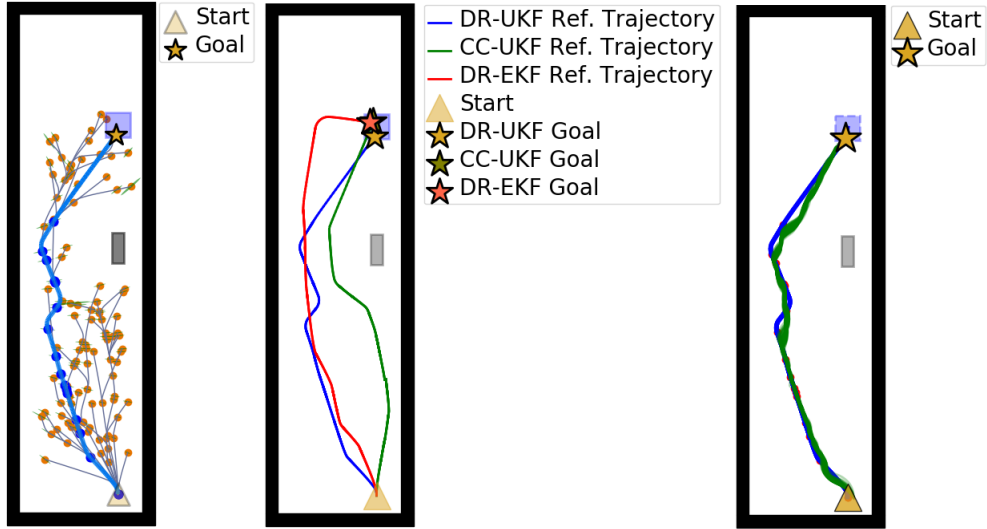 Start
Goal
DR-UKF Ref. Trajectory
CC-UKF Ref. Trajectory
DR-EKF Ref. Trajectory
Start
DR-UKF Goal
CC-UKF Goal
DR-EKF Goal
Start
Goal